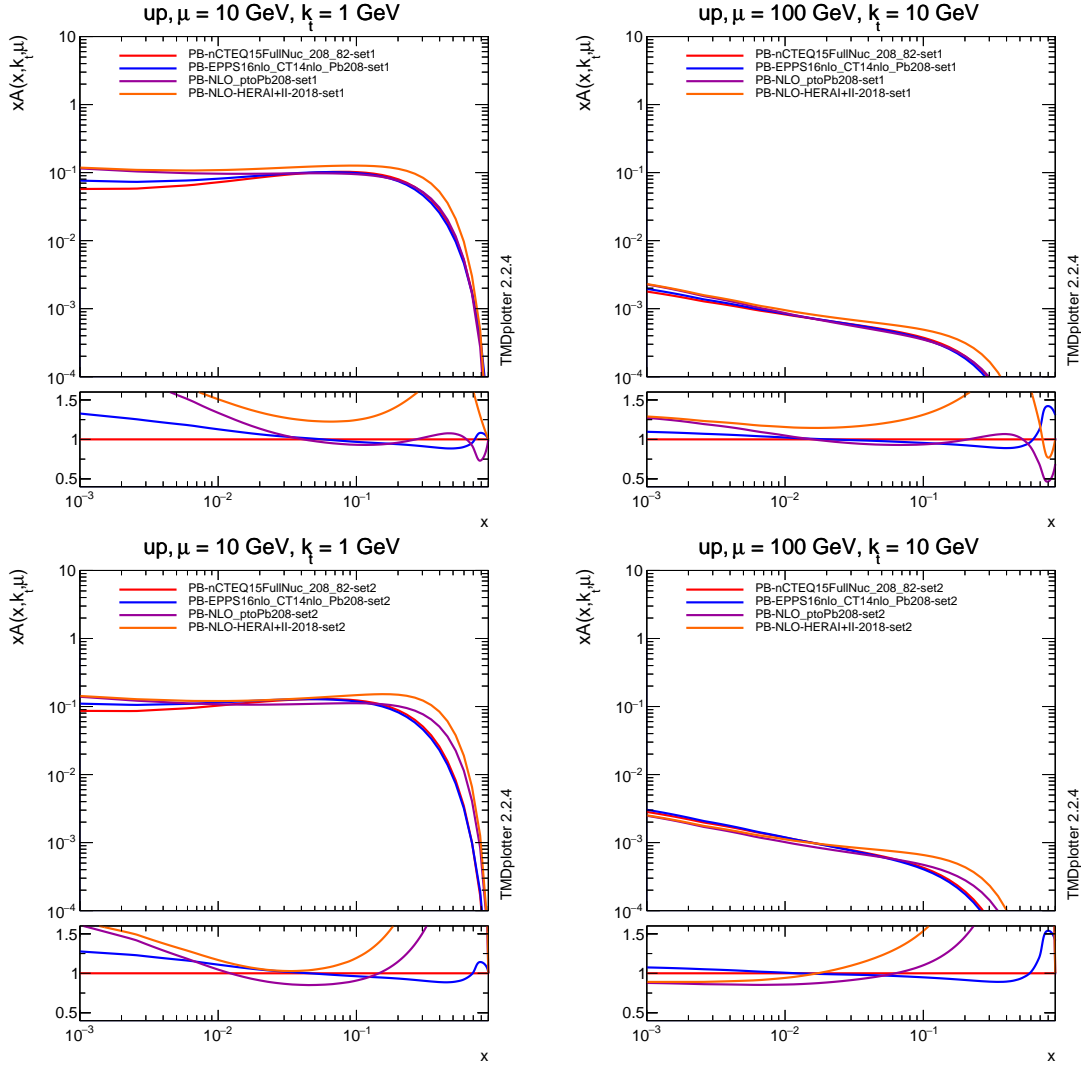 up, μ = 10 GeV, kt = 1 GeV
xA(x,kt,μ)
10
1
10−1
10−2
10−3
10−4
PB-nCTEQ15FullNuc_208_82-set1
PB-EPPS16nlo_CT14nlo_Pb208-set1
PB-NLO_ptoPb208-set1
PB-NLO-HERAI+II-2018-set1
TMDplotter 2.2.4
1.5
1
0.5
10−3 10−2 10−1
x
up, μ = 100 GeV, kt = 10 GeV
xA(x,kt,μ)
10
1
10−1
10−2
10−3
10−4
PB-nCTEQ15FullNuc_208_82-set1
PB-EPPS16nlo_CT14nlo_Pb208-set1
PB-NLO_ptoPb208-set1
PB-NLO-HERAI+II-2018-set1
TMDplotter 2.2.4
1.5
1
0.5
10−3 10−2 10−1
x
up, μ = 10 GeV, kt = 1 GeV
xA(x,kt,μ)
10
1
10−1
10−2
10−3
10−4
PB-nCTEQ15FullNuc_208_82-set2
PB-EPPS16nlo_CT14nlo_Pb208-set2
PB-NLO_ptoPb208-set2
PB-NLO-HERAI+II-2018-set2
TMDplotter 2.2.4
1.5
1
0.5
10−3 10−2 10−1
x
up, μ = 100 GeV, kt = 10 GeV
xA(x,kt,μ)
10
1
10−1
10−2
10−3
10−4
PB-nCTEQ15FullNuc_208_82-set2
PB-EPPS16nlo_CT14nlo_Pb208-set2
PB-NLO_ptoPb208-set2
PB-NLO-HERAI+II-2018-set2
TMDplotter 2.2.4
1.5
1
0.5
10−3 10−2 10−1
x